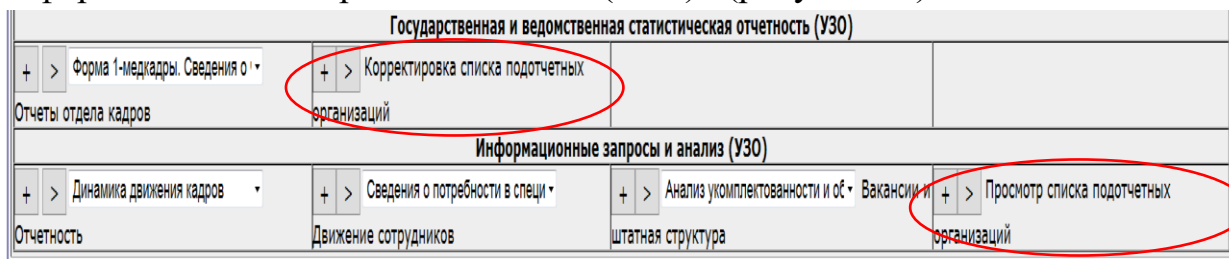 Государственная и ведомственная статистическая отчетность (УЗО)
+ > Форма 1-медкадры. Сведения о + > Корректировка списка подотчетных
Отчеты отдела кадров организаций
Информационные запросы и анализ (УЗО)
+ > Динамика движения кадров + > Сведения о потребности в специ + > Анализ укомплектованности и об Вакансии и + > Просмотр списка подотчетных
Отчетность Движение сотрудников штатная структура организаций